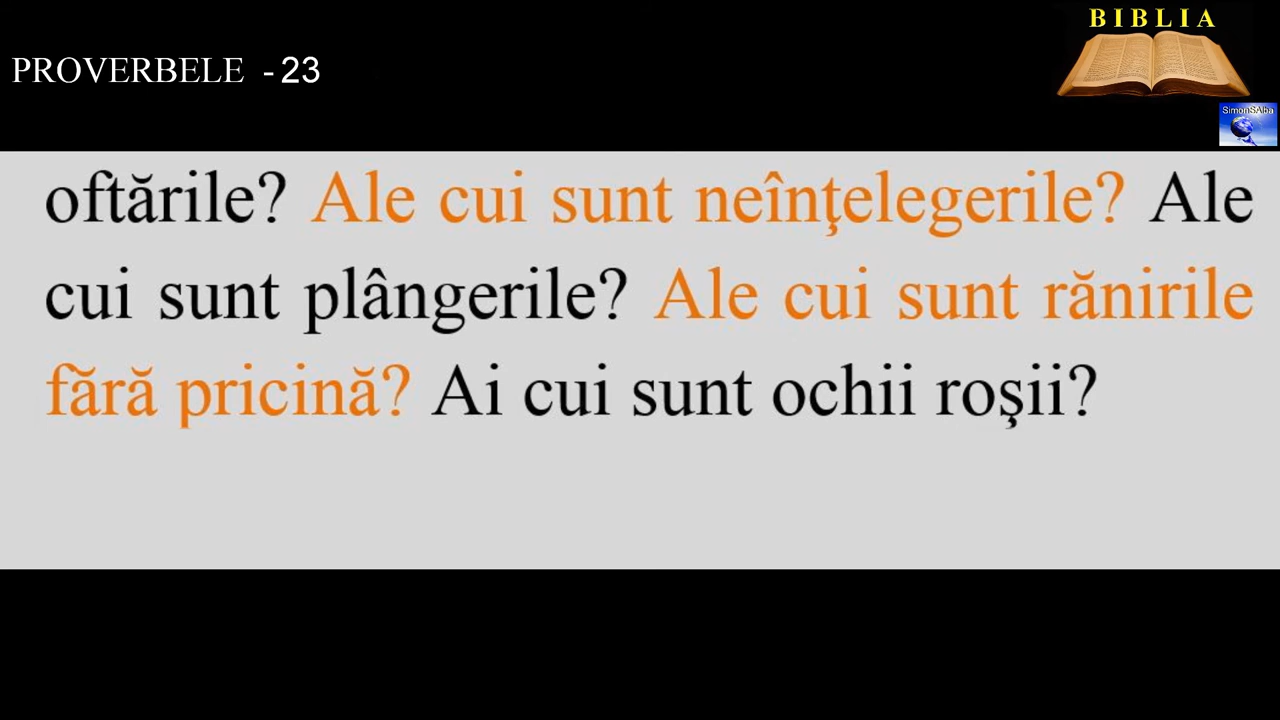 BIBLIA
PROVERBELE - 23
SimonSAlba
oftările? Ale cui sunt neînţelegerile? Ale
cui sunt plângerile? Ale cui sunt rănirile
fără pricină? Ai cui sunt ochii roşii?